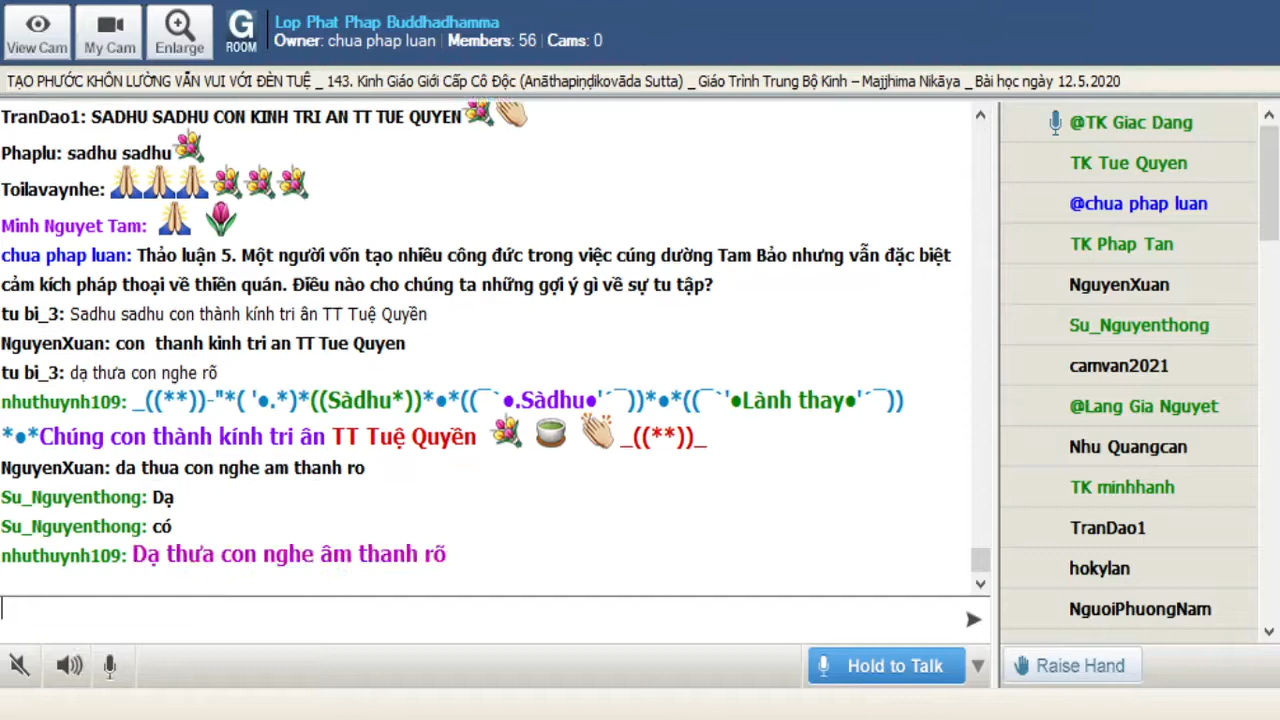 View Cam
My Cam
Enlarge
G
ROOM
Lop Phat Phap Buddhadhamma
Owner: chua phap luan | Members: 56 | Cams: 0
TẠO PHƯỚC KHÔN LƯỜNG VẪN VUI VỚI ĐÈN TUỆ _ 143. Kinh Giáo Giới Cấp Cô Độc (Anāthapiṇḍikovāda Sutta) _ Giáo Trình Trung Bộ Kinh – Majjhima Nikāya _ Bài học ngày 12.5.2020
TranDao1: SADHU SADHU CON KINH TRI AN TT TUE QUYEN
Phaplu: sadhu sadhu
Toilavaynhe:
Minh Nguyet Tam:
chua phap luan: Thảo luận 5. Một người vốn tạo nhiều công đức trong việc cúng dường Tam Bảo nhưng vẫn đặc biệt
cảm kích pháp thoại về thiền quán. Điều nào cho chúng ta những gợi ý gì về sự tu tập?
tu bi_3: Sadhu sadhu con thành kính tri ân TT Tuệ Quyền
NguyenXuan: con  thanh kinh tri an TT Tue Quyen
tu bi_3: dạ thưa con nghe rõ
nhuthuynh109: _((**))-"*( '●.*)*((Sàdhu*))*●*((¯`●.Sàdhu●'´¯))*●*((¯`'●Lành thay●'´¯))
*●*Chúng con thành kính tri ân TT Tuệ Quyền _((**))_
NguyenXuan: da thua con nghe am thanh ro
Su_Nguyenthong: Dạ
Su_Nguyenthong: có
nhuthuynh109: Dạ thưa con nghe âm thanh rõ
Hold to Talk
@TK Giac Dang
TK Tue Quyen
@chua phap luan
TK Phap Tan
NguyenXuan
Su_Nguyenthong
camvan2021
@Lang Gia Nguyet
Nhu Quangcan
TK minhhanh
TranDao1
hokylan
NguoiPhuongNam
Raise Hand